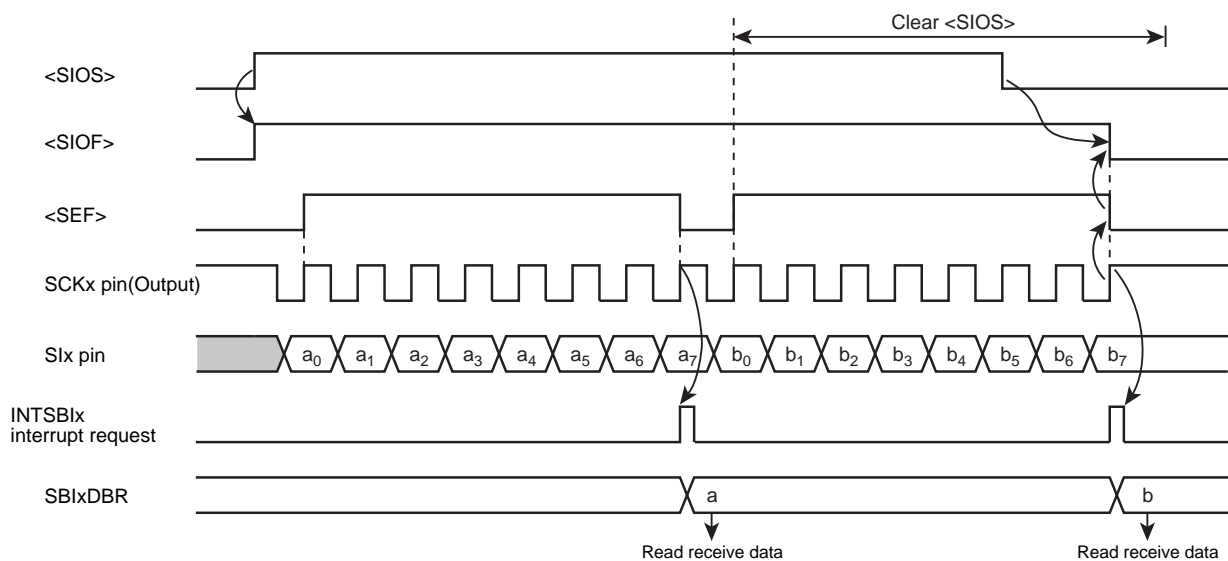 Clear <SIOS>
<SIOS>
<SIOF>
<SEF>
SCKx pin(Output)
SIx pin
a0 a1 a2 a3 a4 a5 a6 a7 b0 b1 b2 b3 b4 b5 b6 b7
INTSBIx
interrupt request
SBIxDBR
a b
Read receive data Read receive data